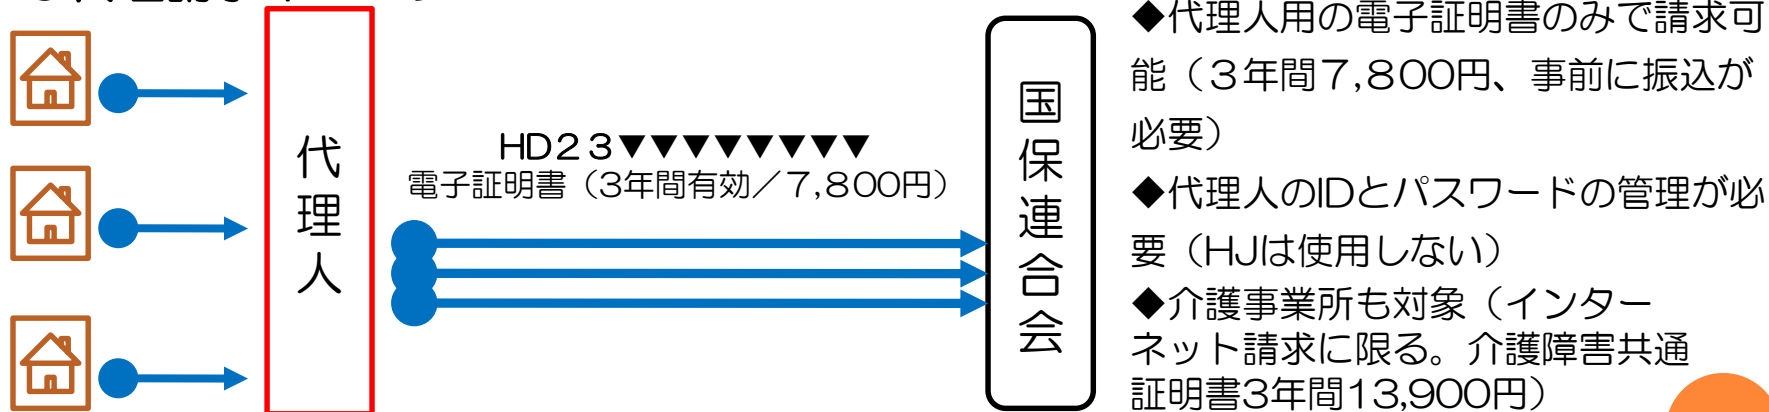 代理人
HD23▼▼▼▼▼▼▼▼
電子証明書（3年間有効／7,800円）
国保連合会
◆代理人用の電子証明書のみで請求可
能（３年間7,800円、事前に振込が
必要）
◆代理人のIDとパスワードの管理が必
要（HJは使用しない）
◆介護事業所も対象（インター
ネット請求に限る。介護障害共通
証明書3年間13,900円）